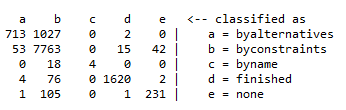 a b c d e <-- classified as
713 1027 0 2 0 | a = byalternatives
53 7763 0 15 42 | b = byconstraints
0 18 4 0 0 | c = byname
4 76 0 1620 2 | d = finished
1 105 0 1 231 | e = none